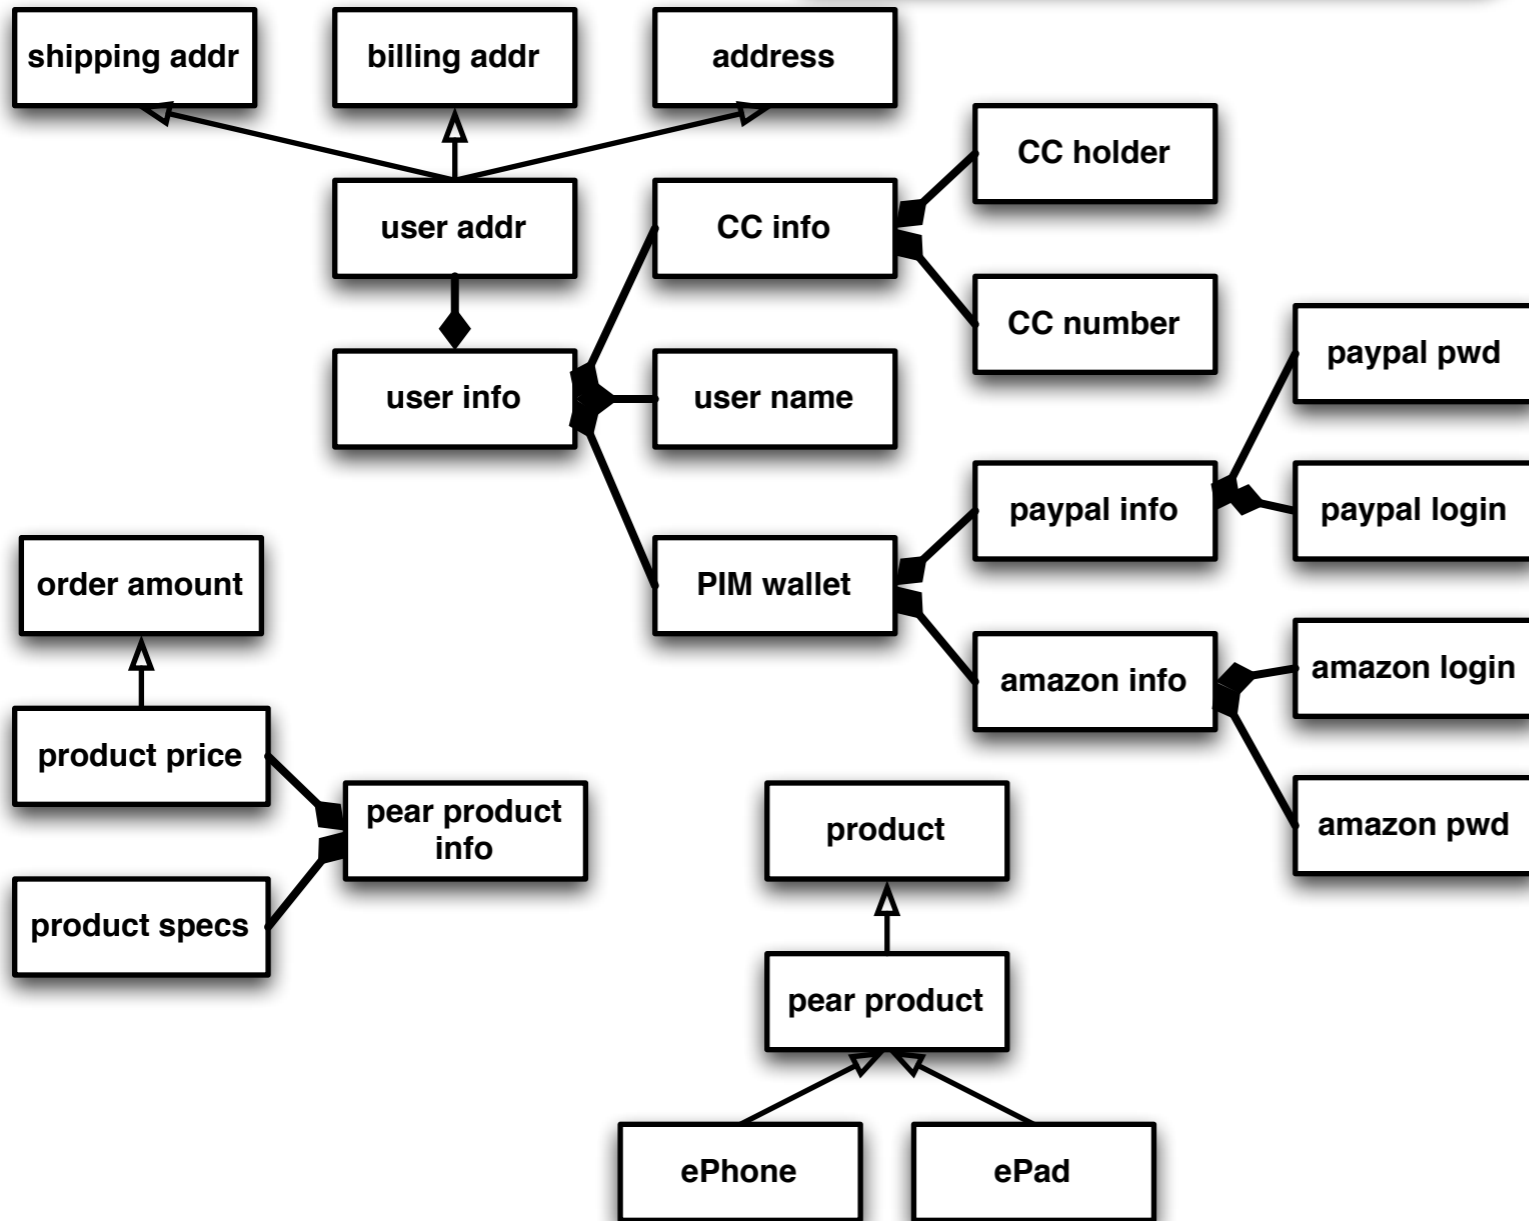 shipping addr
billing addr
address
CC holder
user addr
CC info
CC number
paypal pwd
user info
user name
paypal info
paypal login
order amount
PIM wallet
amazon info
amazon login
product price
pear product
info
product
amazon pwd
product specs
pear product
ePhone
ePad